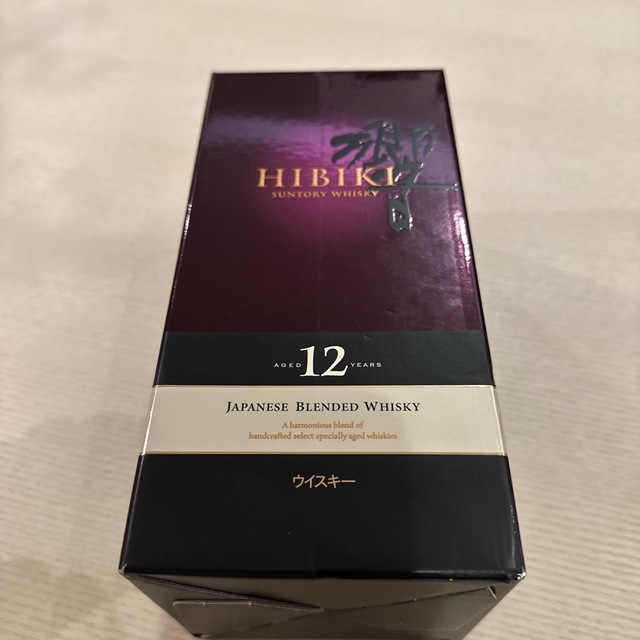 響
HIBIKI
SUNTORY WHISKY
AGED 12 YEARS
JAPANESE BLENDED WHISKY
A harmonious blend of
handcrafted select specially aged whiskies
ウイスキー